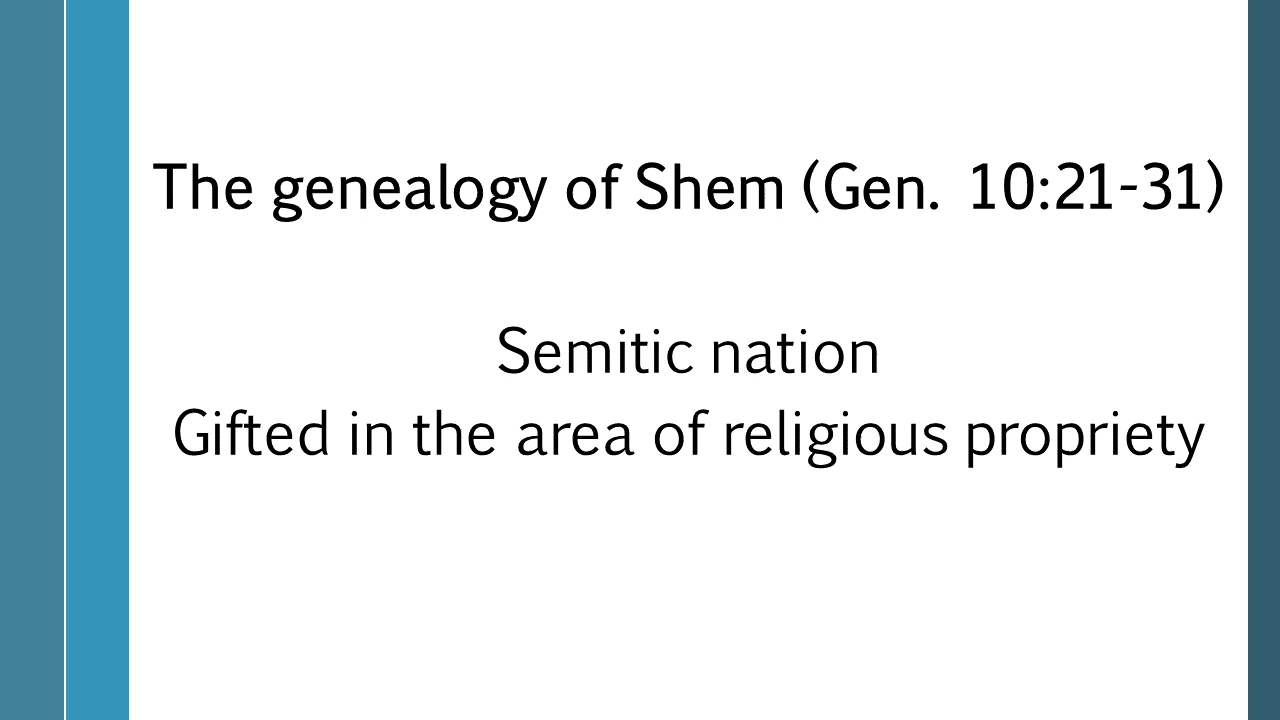 The genealogy of Shem (Gen. 10:21-31)
Semitic nation
Gifted in the area of religious propriety